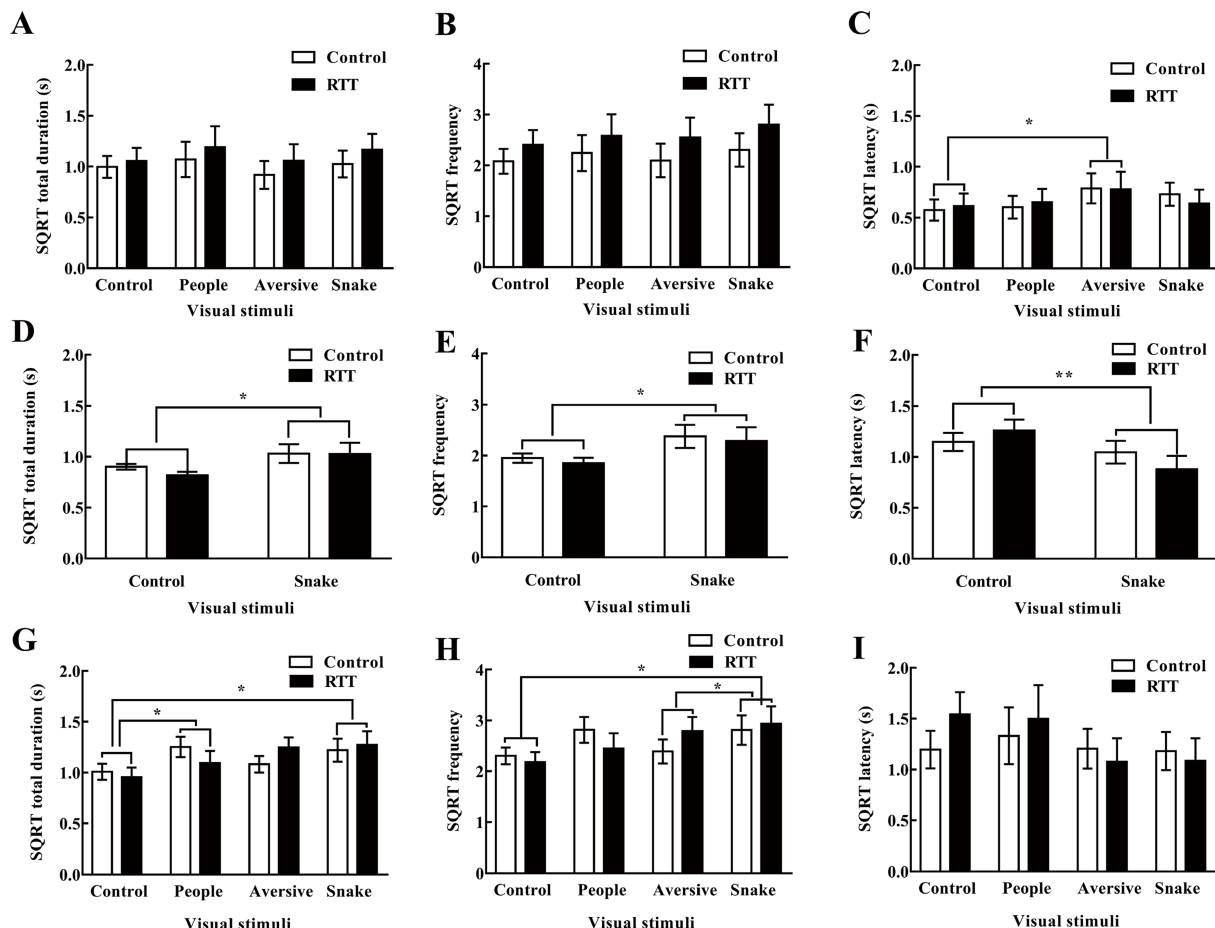 A
SQRT total duration (s)
2.0
1.5
1.0
0.5
0.0
Control
RTT
Control People Aversive Snake
Visual stimuli
B
SQRT frequency
4
3
2
1
0
Control
RTT
Control People Aversive Snake
Visual stimuli
C
SQRT latency (s)
2.0
1.5
1.0
0.5
0.0
Control
RTT
*
Control People Aversive Snake
Visual stimuli
D
SQRT total duration (s)
2.0
1.5
1.0
0.5
0.0
Control
RTT
*
Control Snake
Visual stimuli
E
SQRT frequency
4
3
2
1
0
Control
RTT
*
Control Snake
Visual stimuli
F
SQRT latency (s)
2.0
1.5
1.0
0.5
0.0
Control
RTT
**
Control Snake
Visual stimuli
G
SQRT total duration (s)
2.0
1.5
1.0
0.5
0.0
Control
RTT
*
*
Control People Aversive Snake
Visual stimuli
H
SQRT frequency
4
3
2
1
0
Control
RTT
*
*
Control People Aversive Snake
Visual stimuli
I
SQRT latency (s)
2.0
1.5
1.0
0.5
0.0
Control
RTT
Control People Aversive Snake
Visual stimuli